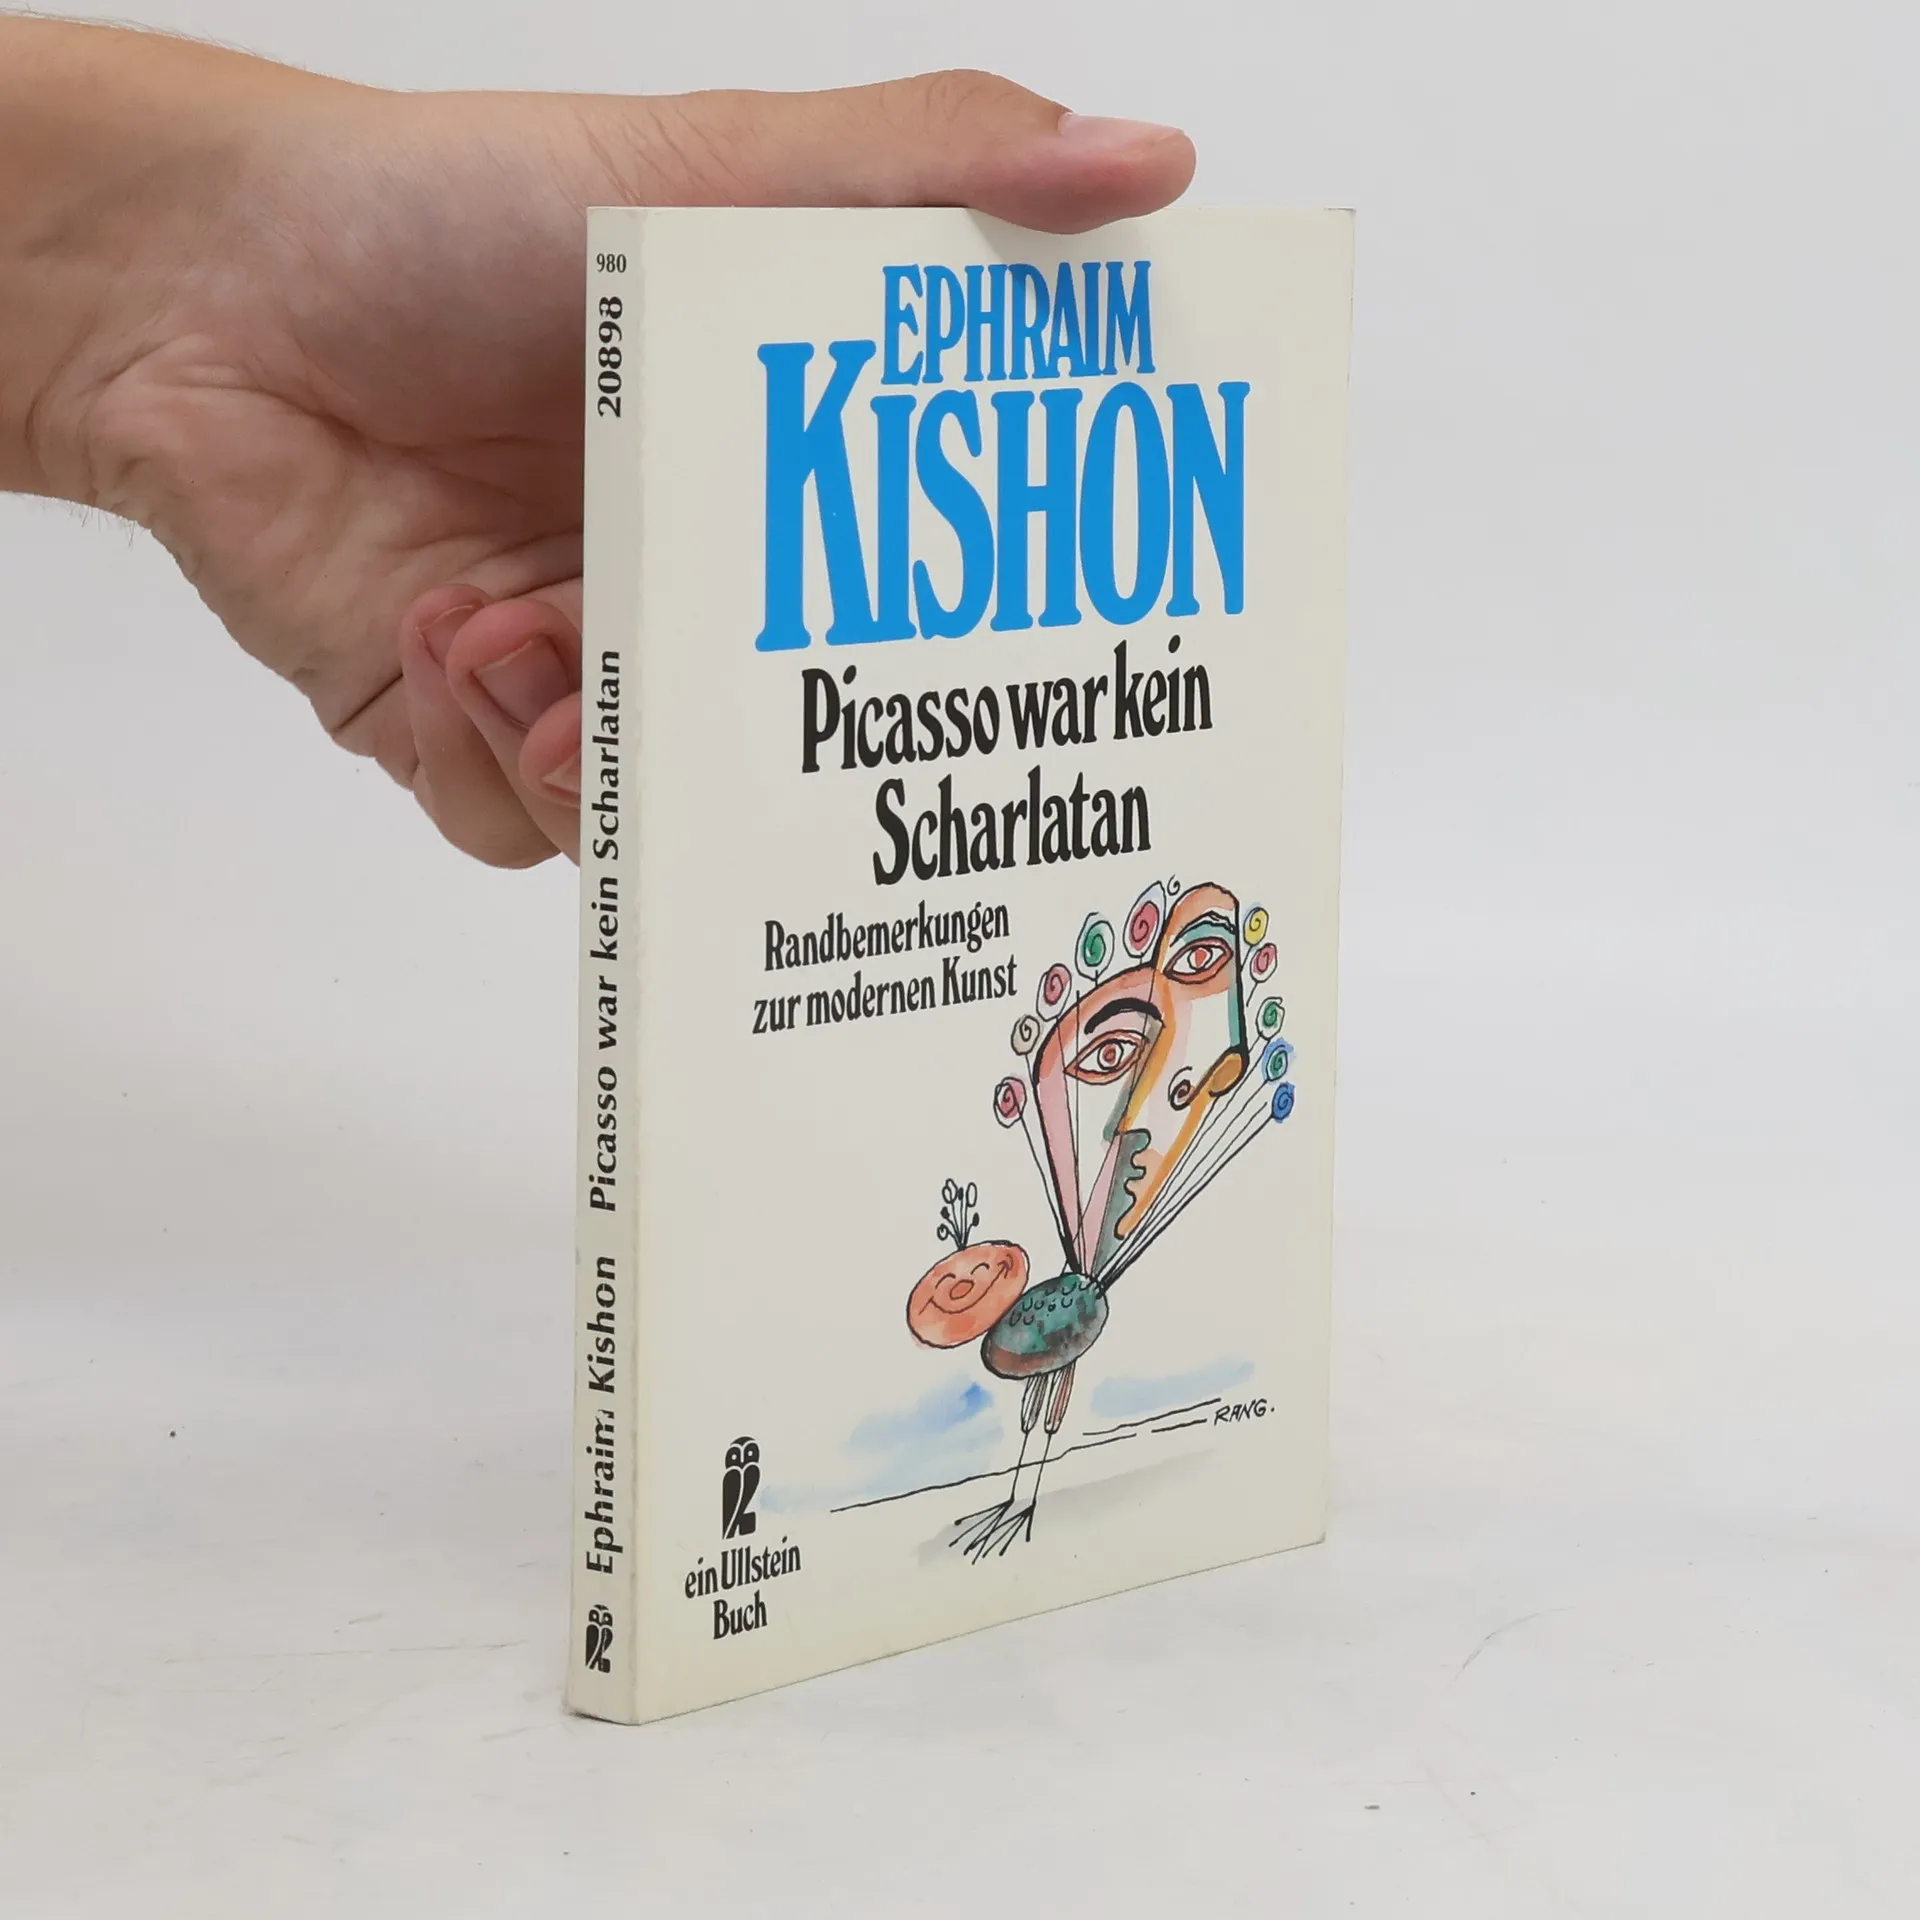 980
20898
Ephraim Kishon Picasso war kein Scharlatan
EPHRAIM
KISHON
Picasso war kein
Scharlatan
Randbemerkungen
zur modernen Kunst
RANG.
ein Ullstein
Buch